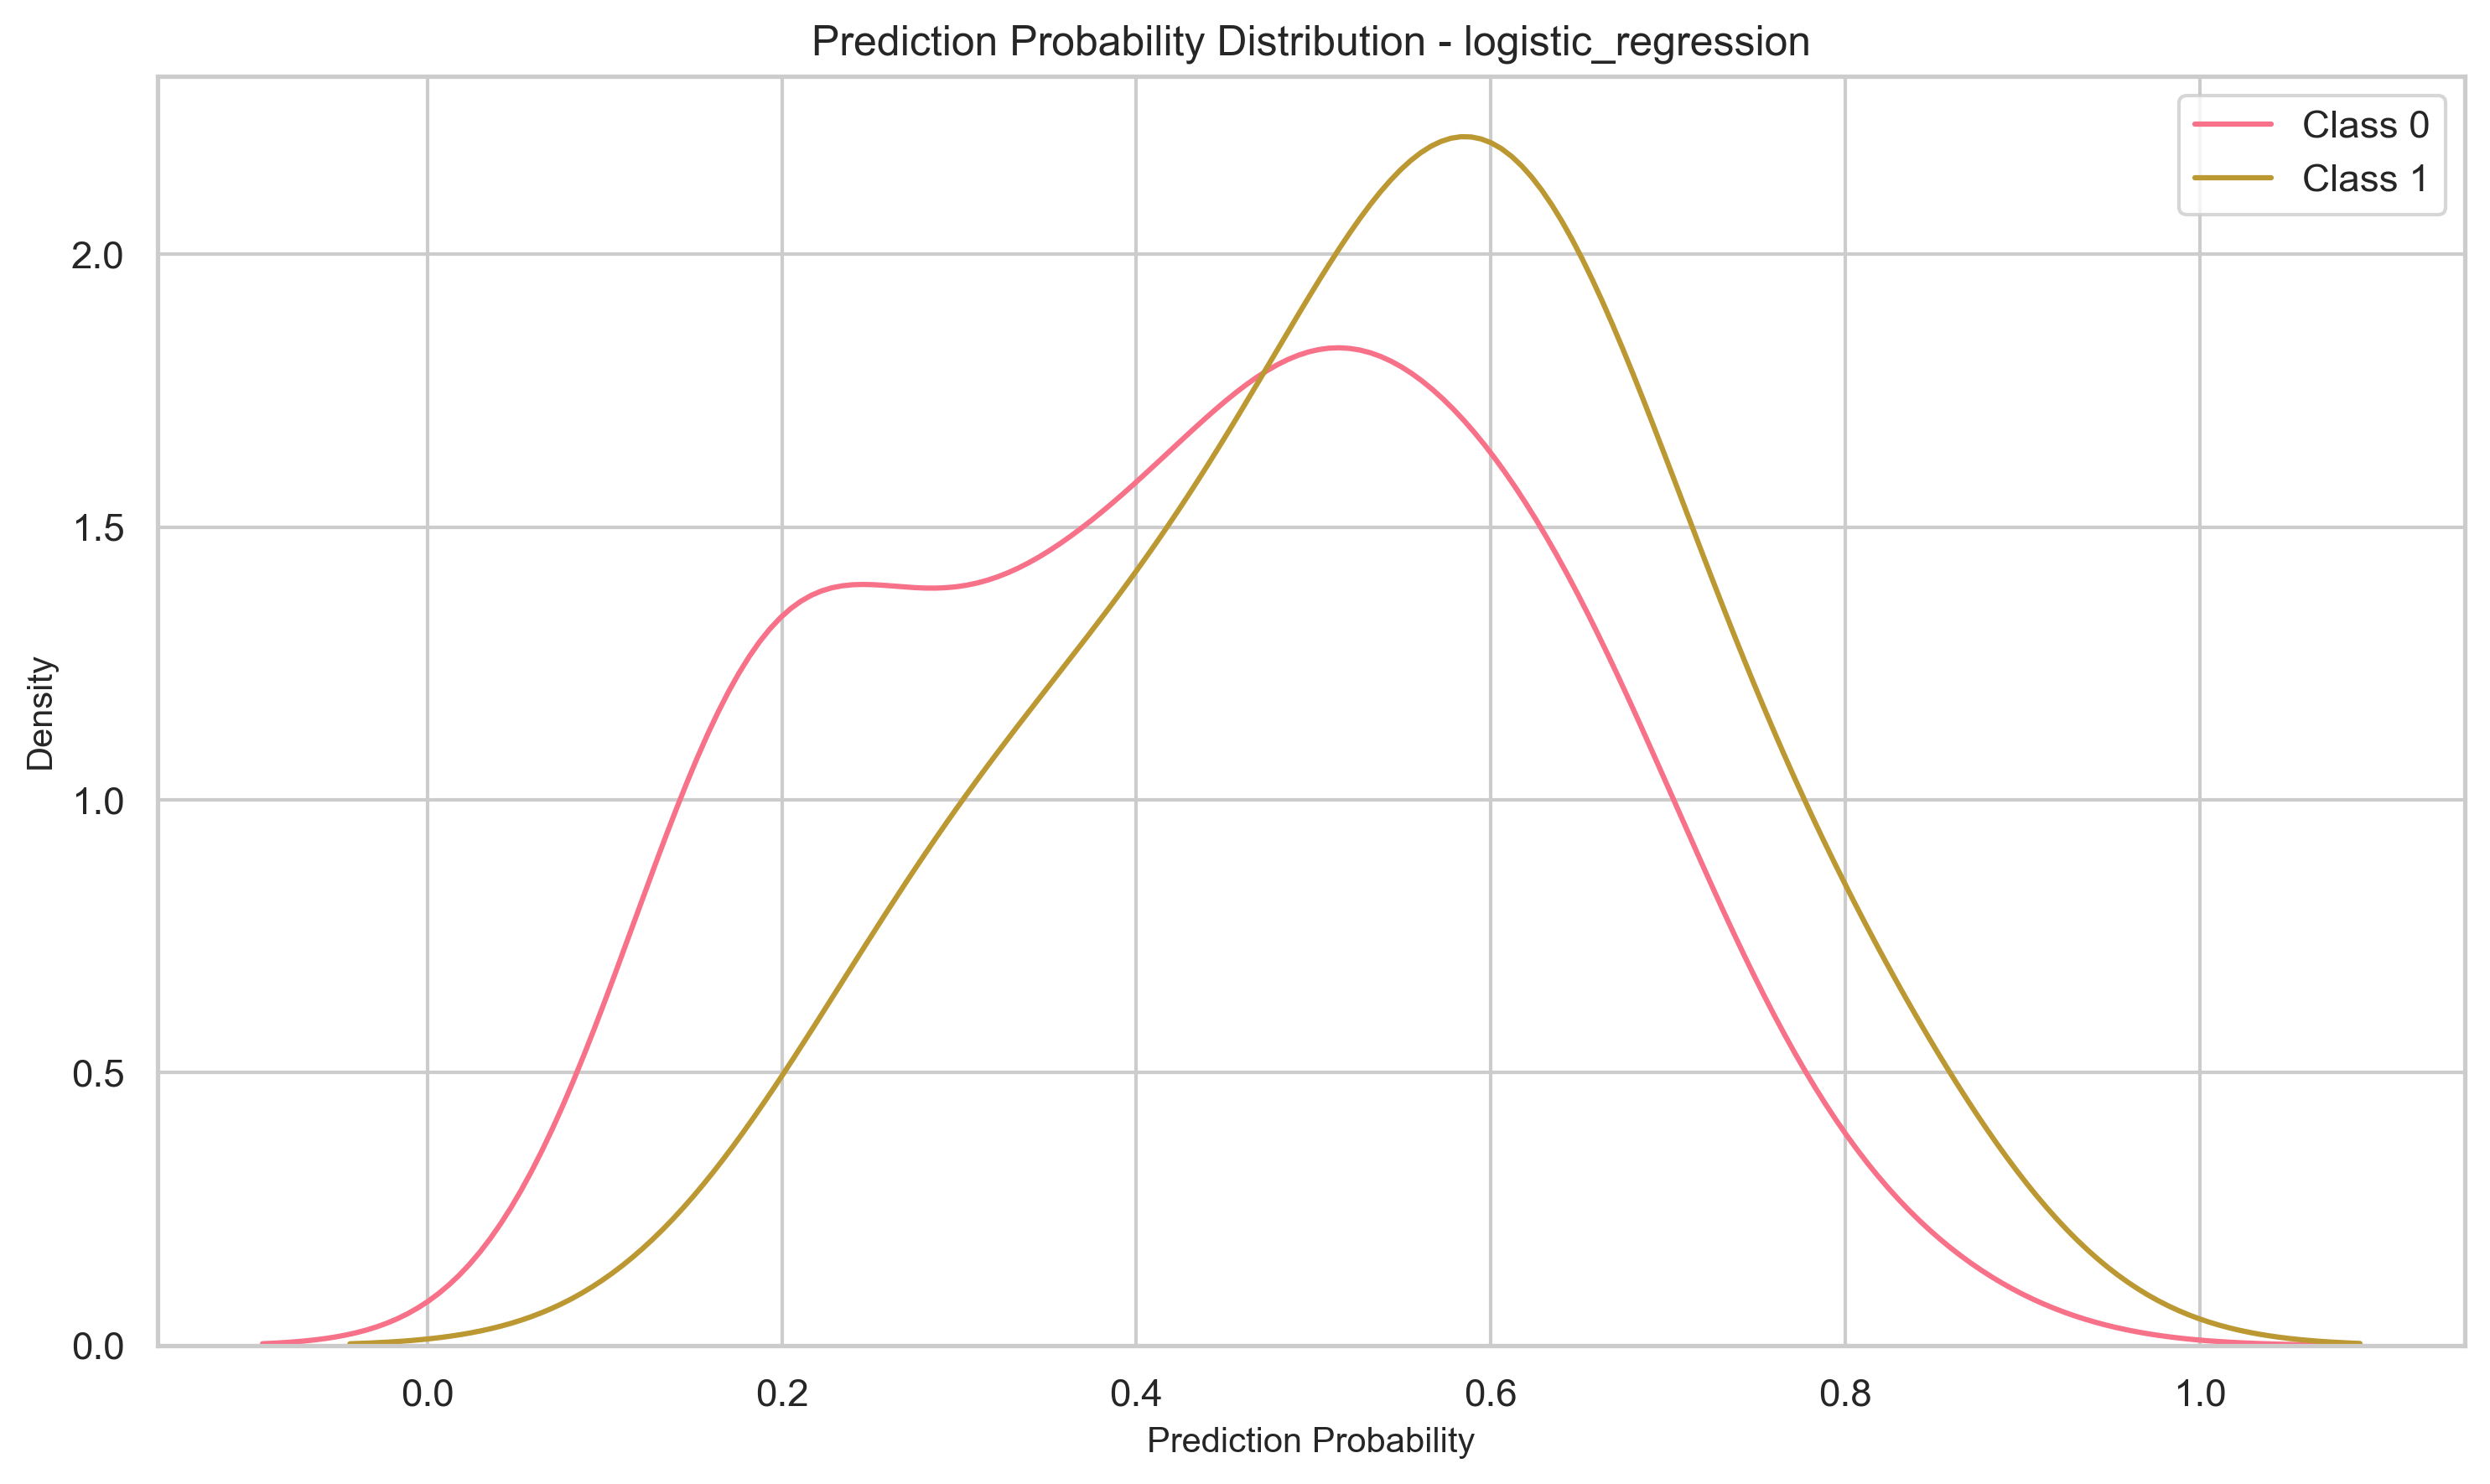 Prediction Probability Distribution - logistic_regression
Class 0
Class 1
Density
2.0
1.5
1.0
0.5
0.0
0.0 0.2 0.4 0.6 0.8 1.0
Prediction Probability